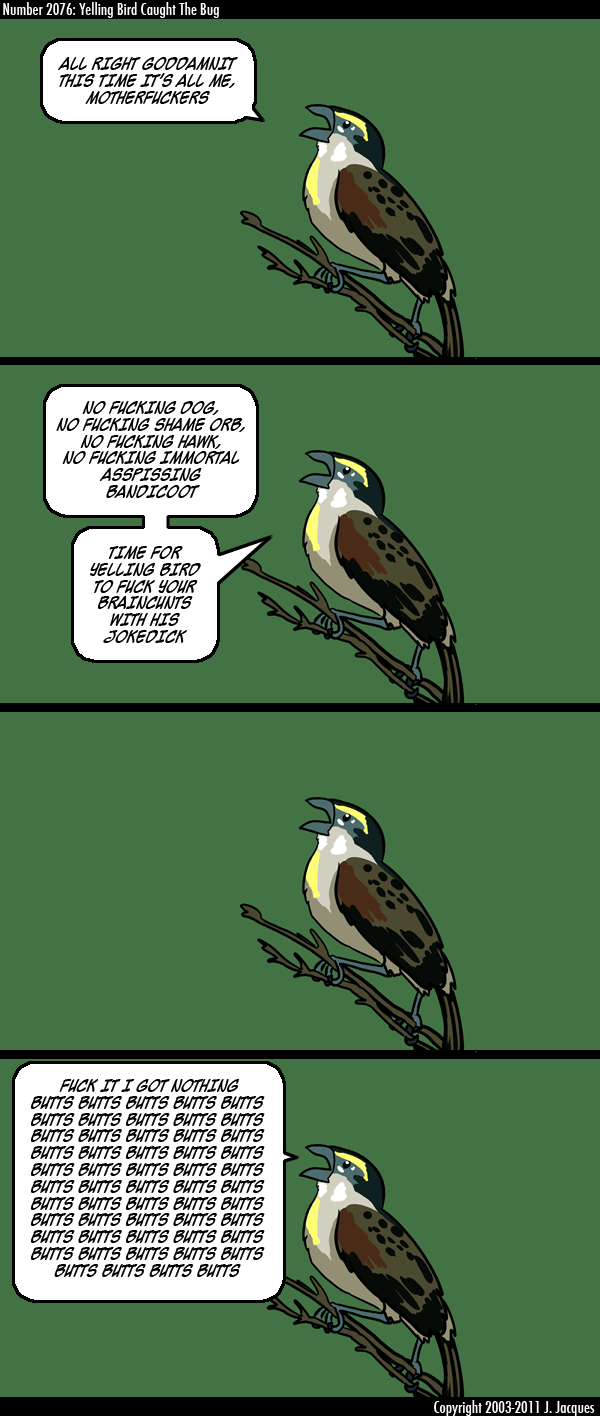 Number 2076: Yelling Bird Caught The Bug
ALL RIGHT GODDAMNIT
THIS TIME IT'S ALL ME,
MOTHERFUCKERS
NO FUCKING DOG,
NO FUCKING SHAME ORB,
NO FUCKING HAWK,
NO FUCKING IMMORTAL
ASSPISSING
BANDICOOT
TIME FOR
YELLING BIRD
TO FUCK YOUR
BRAINCUNTS
WITH HIS
JOKEDICK
FUCK IT I GOT NOTHING
BUTTS BUTTS BUTTS BUTTS BUTTS
BUTTS BUTTS BUTTS BUTTS BUTTS
BUTTS BUTTS BUTTS BUTTS BUTTS
BUTTS BUTTS BUTTS BUTTS BUTTS
BUTTS BUTTS BUTTS BUTTS BUTTS
BUTTS BUTTS BUTTS BUTTS BUTTS
BUTTS BUTTS BUTTS BUTTS BUTTS
BUTTS BUTTS BUTTS BUTTS BUTTS
BUTTS BUTTS BUTTS BUTTS BUTTS
BUTTS BUTTS BUTTS BUTTS BUTTS
BUTTS BUTTS BUTTS BUTTS
Copyright 2003-2011 J. Jacques